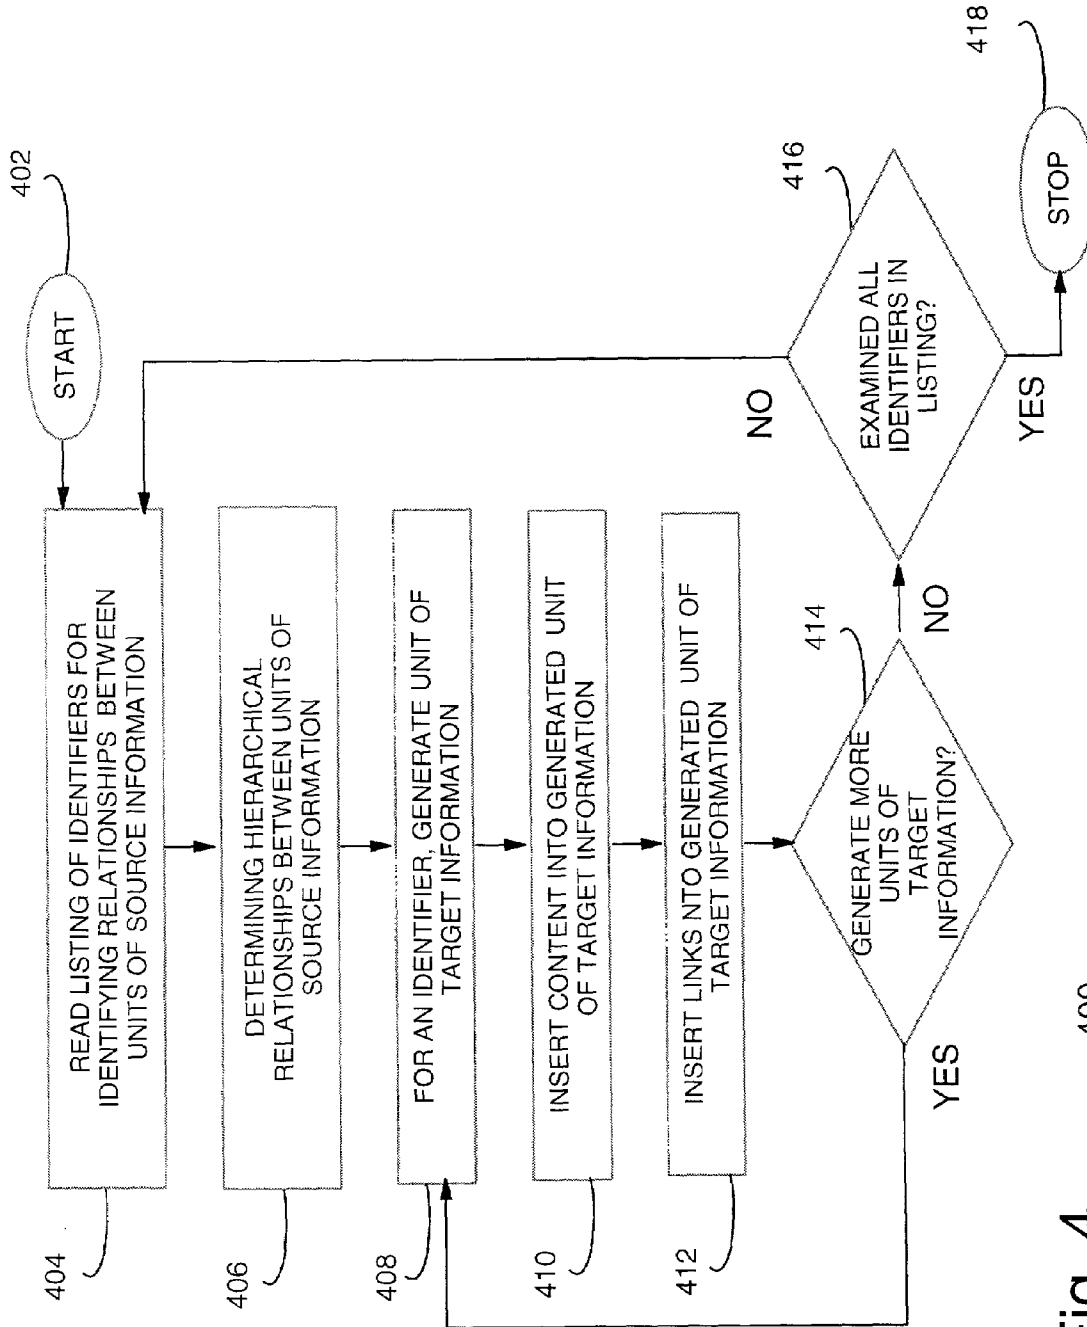 402
START
404
READ LISTING OF IDENTIFIERS FOR
IDENTIFYING RELATIONSHIPS BETWEEN
UNITS OF SOURCE INFORMATION
406
DETERMINING HIERARCHICAL
RELATIONSHIPS BETWEEN UNITS OF
SOURCE INFORMATION
408
FOR AN IDENTIFIER, GENERATE UNIT OF
TARGET INFORMATION
410
INSERT CONTENT INTO GENERATED UNIT
OF TARGET INFORMATION
412
INSERT LINKS NTO GENERATED UNIT OF
TARGET INFORMATION
414
GENERATE MORE
UNITS OF
TARGET
INFORMATION?
YES
NO
416
EXAMINED ALL
IDENTIFIERS IN
LISTING?
NO
YES
418
STOP
Fig. 4